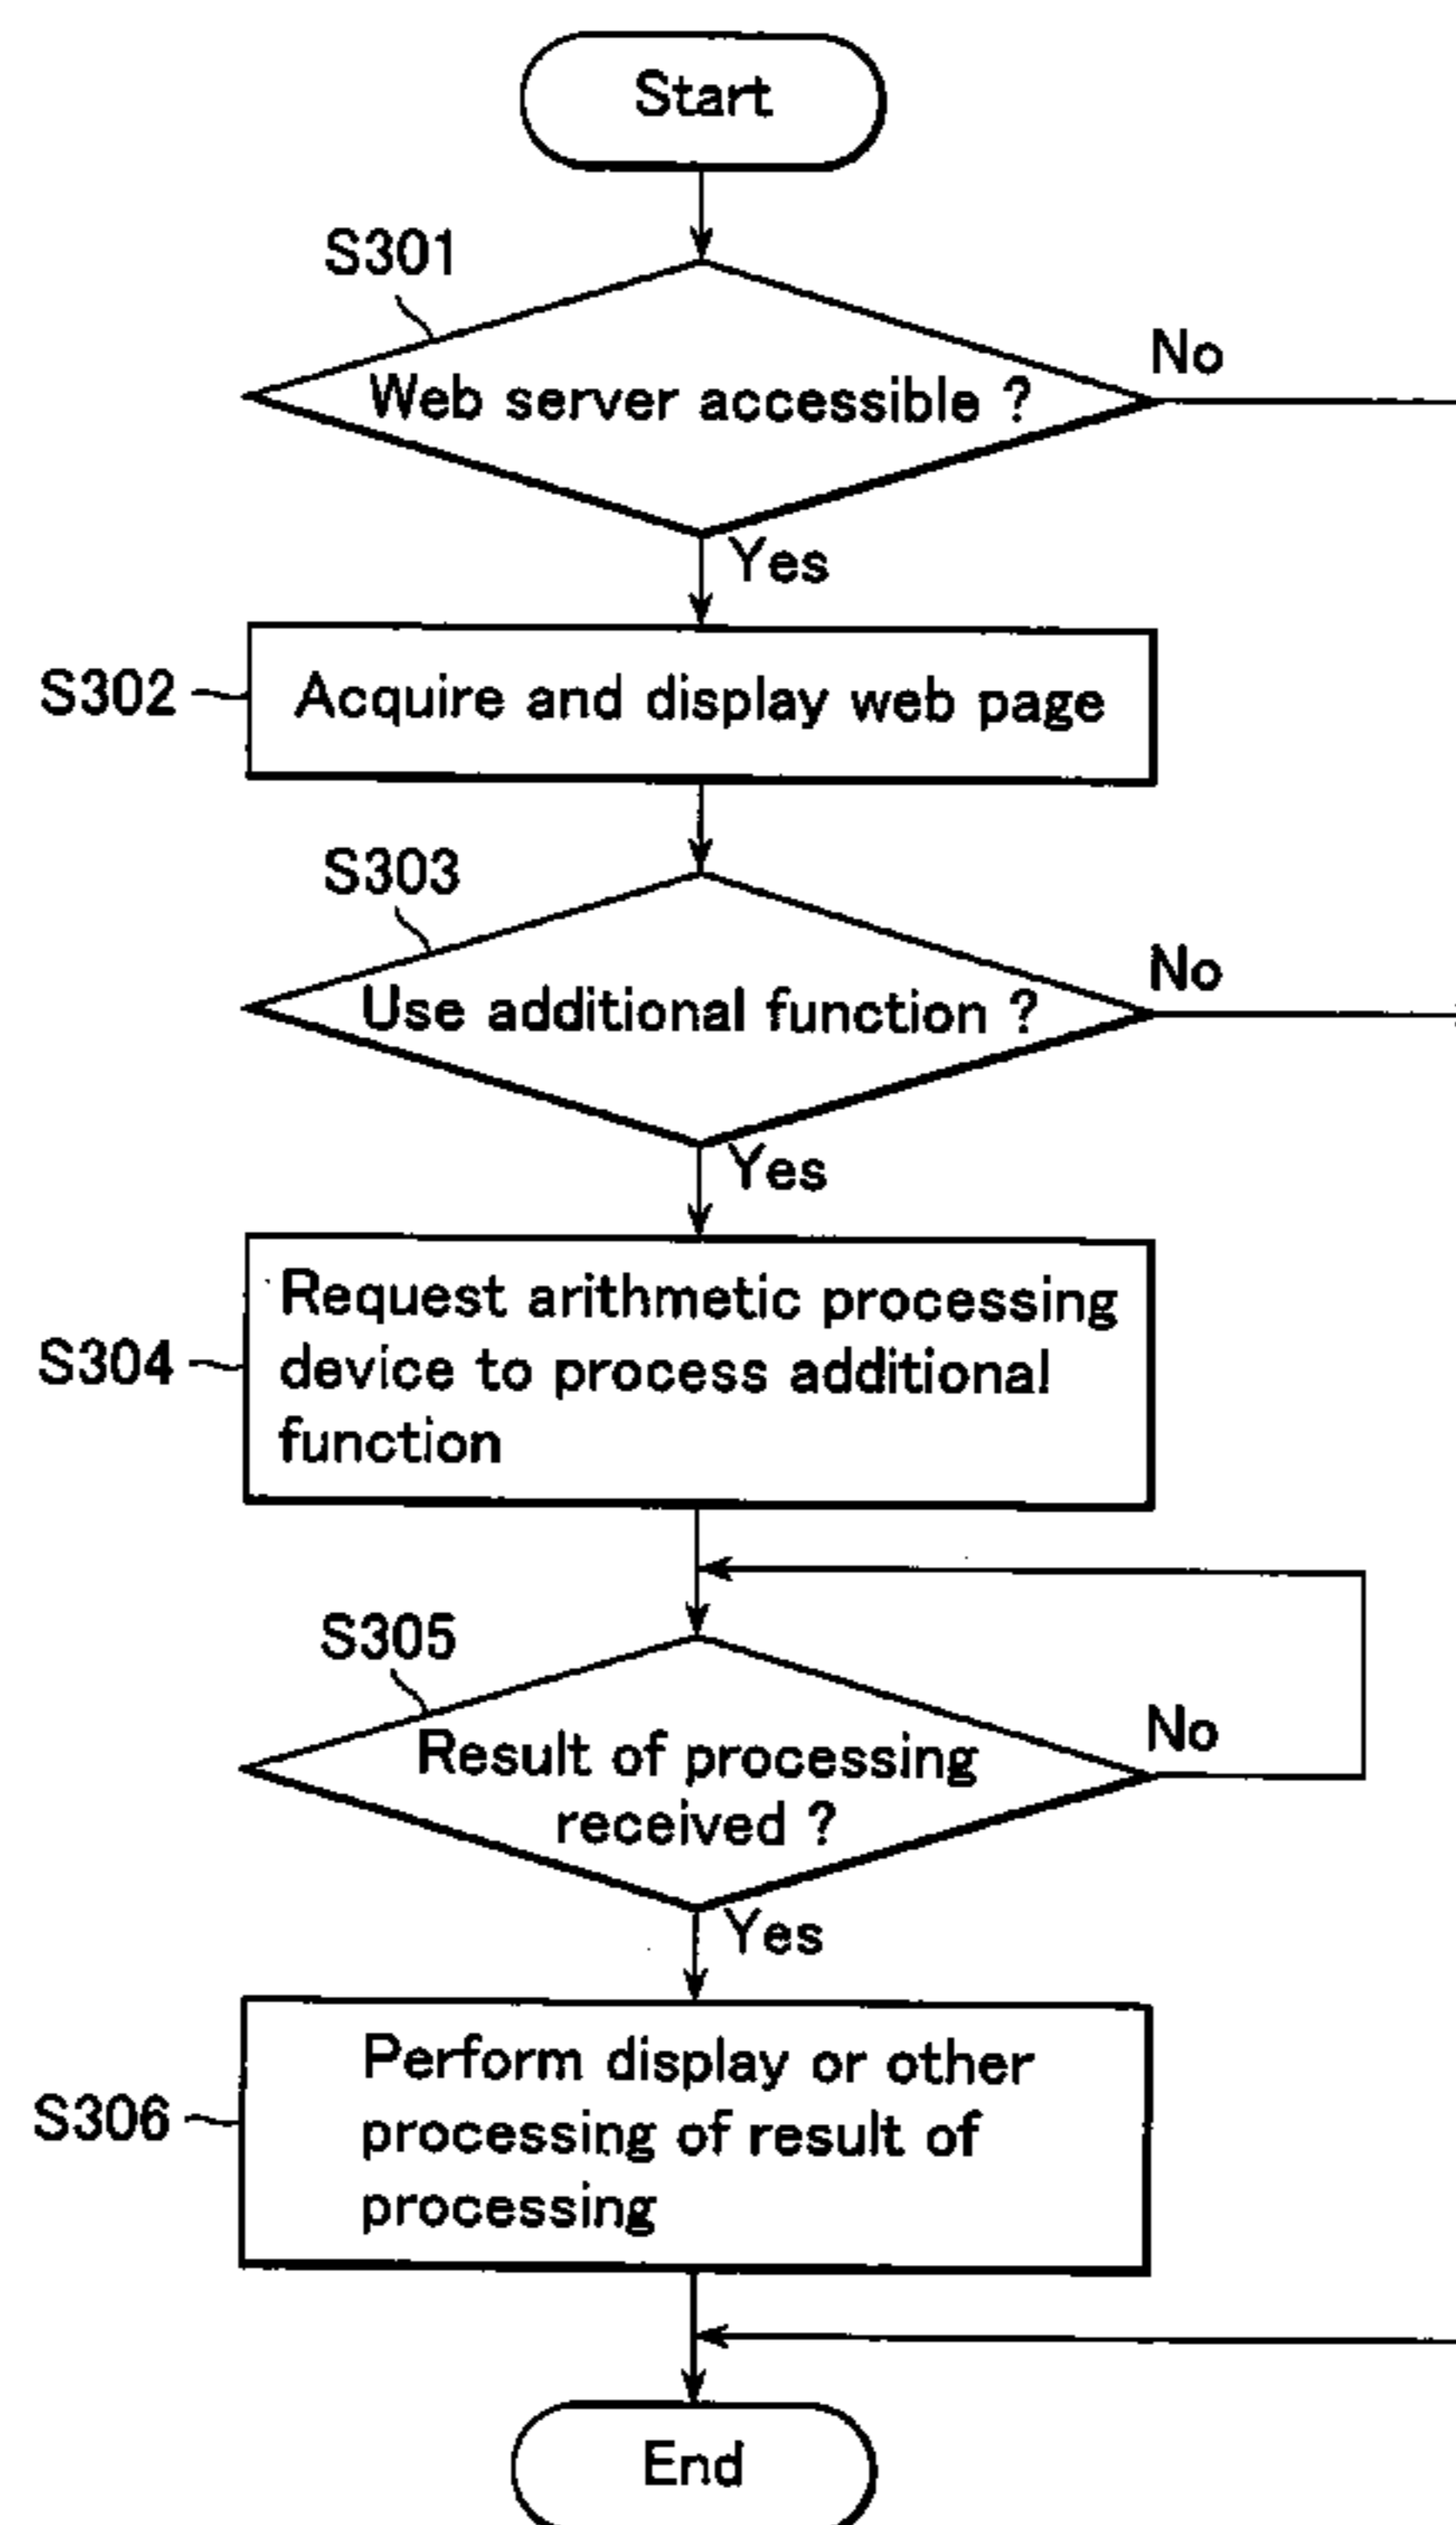 Start
S301
Web server accessible ?
No
Yes
S302
Acquire and display web page
S303
Use additional function ?
No
Yes
S304
Request arithmetic processing
device to process additional
function
S305
Result of processing
received ?
No
Yes
S306
Perform display or other
processing of result of
processing
End